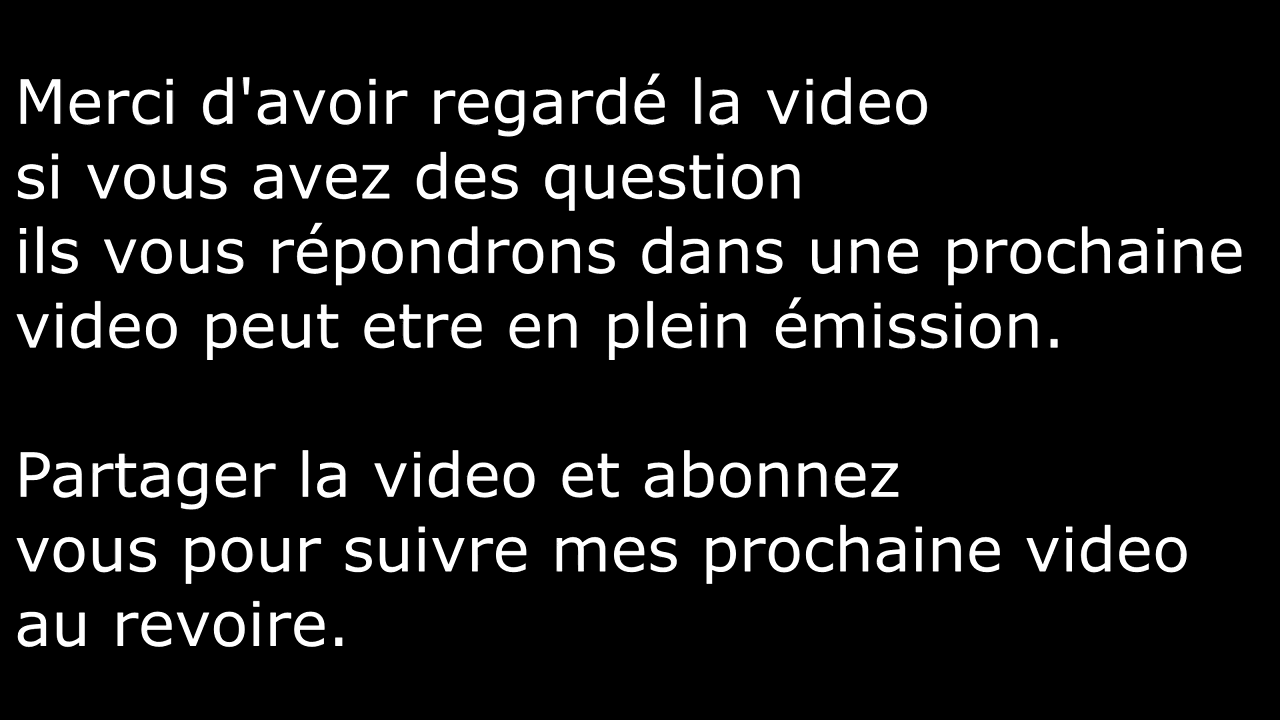 Merci d'avoir regardé la video
si vous avez des question
ils vous répondrons dans une prochaine
video peut etre en plein émission.
Partager la video et abonnez
vous pour suivre mes prochaine video
au revoire.